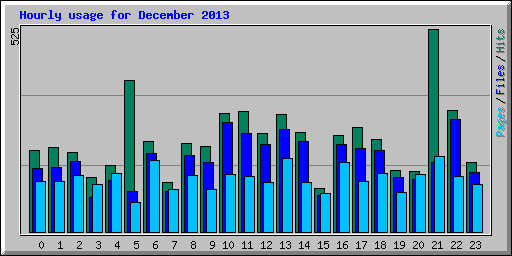 Hourly usage for December 2013
525
Pages/Files/Hits
0 1 2 3 4 5 6 7 8 9 10 11 12 13 14 15 16 17 18 19 20 21 22 23